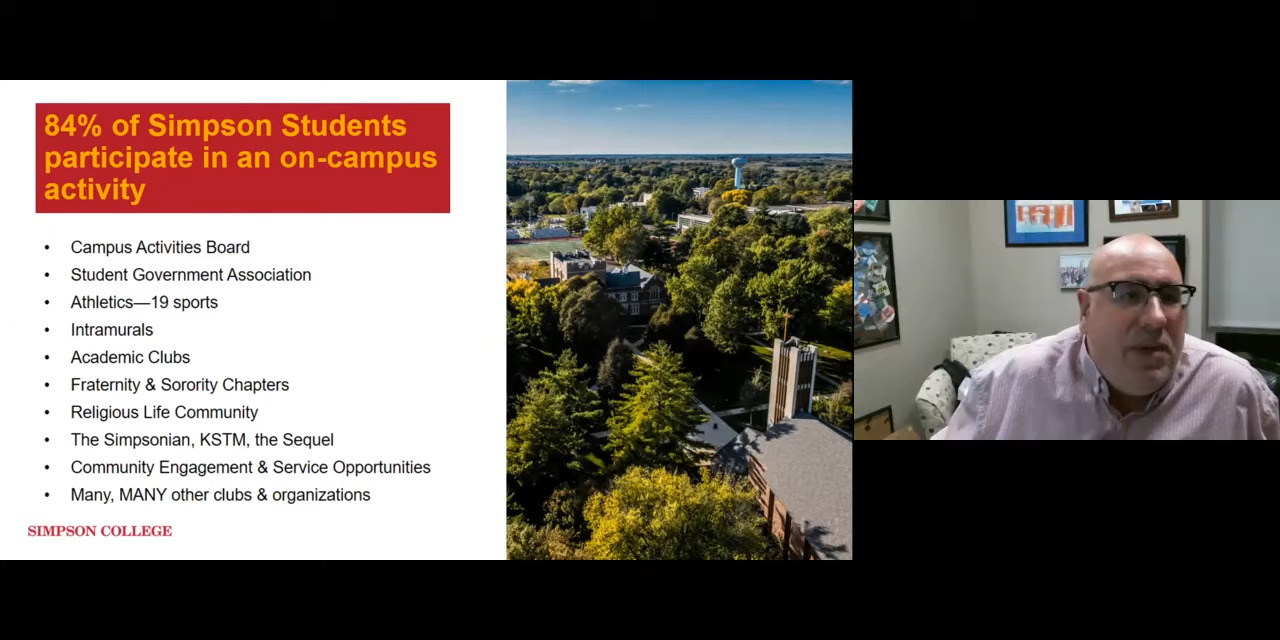 84% of Simpson Students
participate in an on-campus
activity
• Campus Activities Board
• Student Government Association
• Athletics—19 sports
• Intramurals
• Academic Clubs
• Fraternity & Sorority Chapters
• Religious Life Community
• The Simpsonian, KSTM, the Sequel
• Community Engagement & Service Opportunities
• Many, MANY other clubs & organizations
SIMPSON COLLEGE